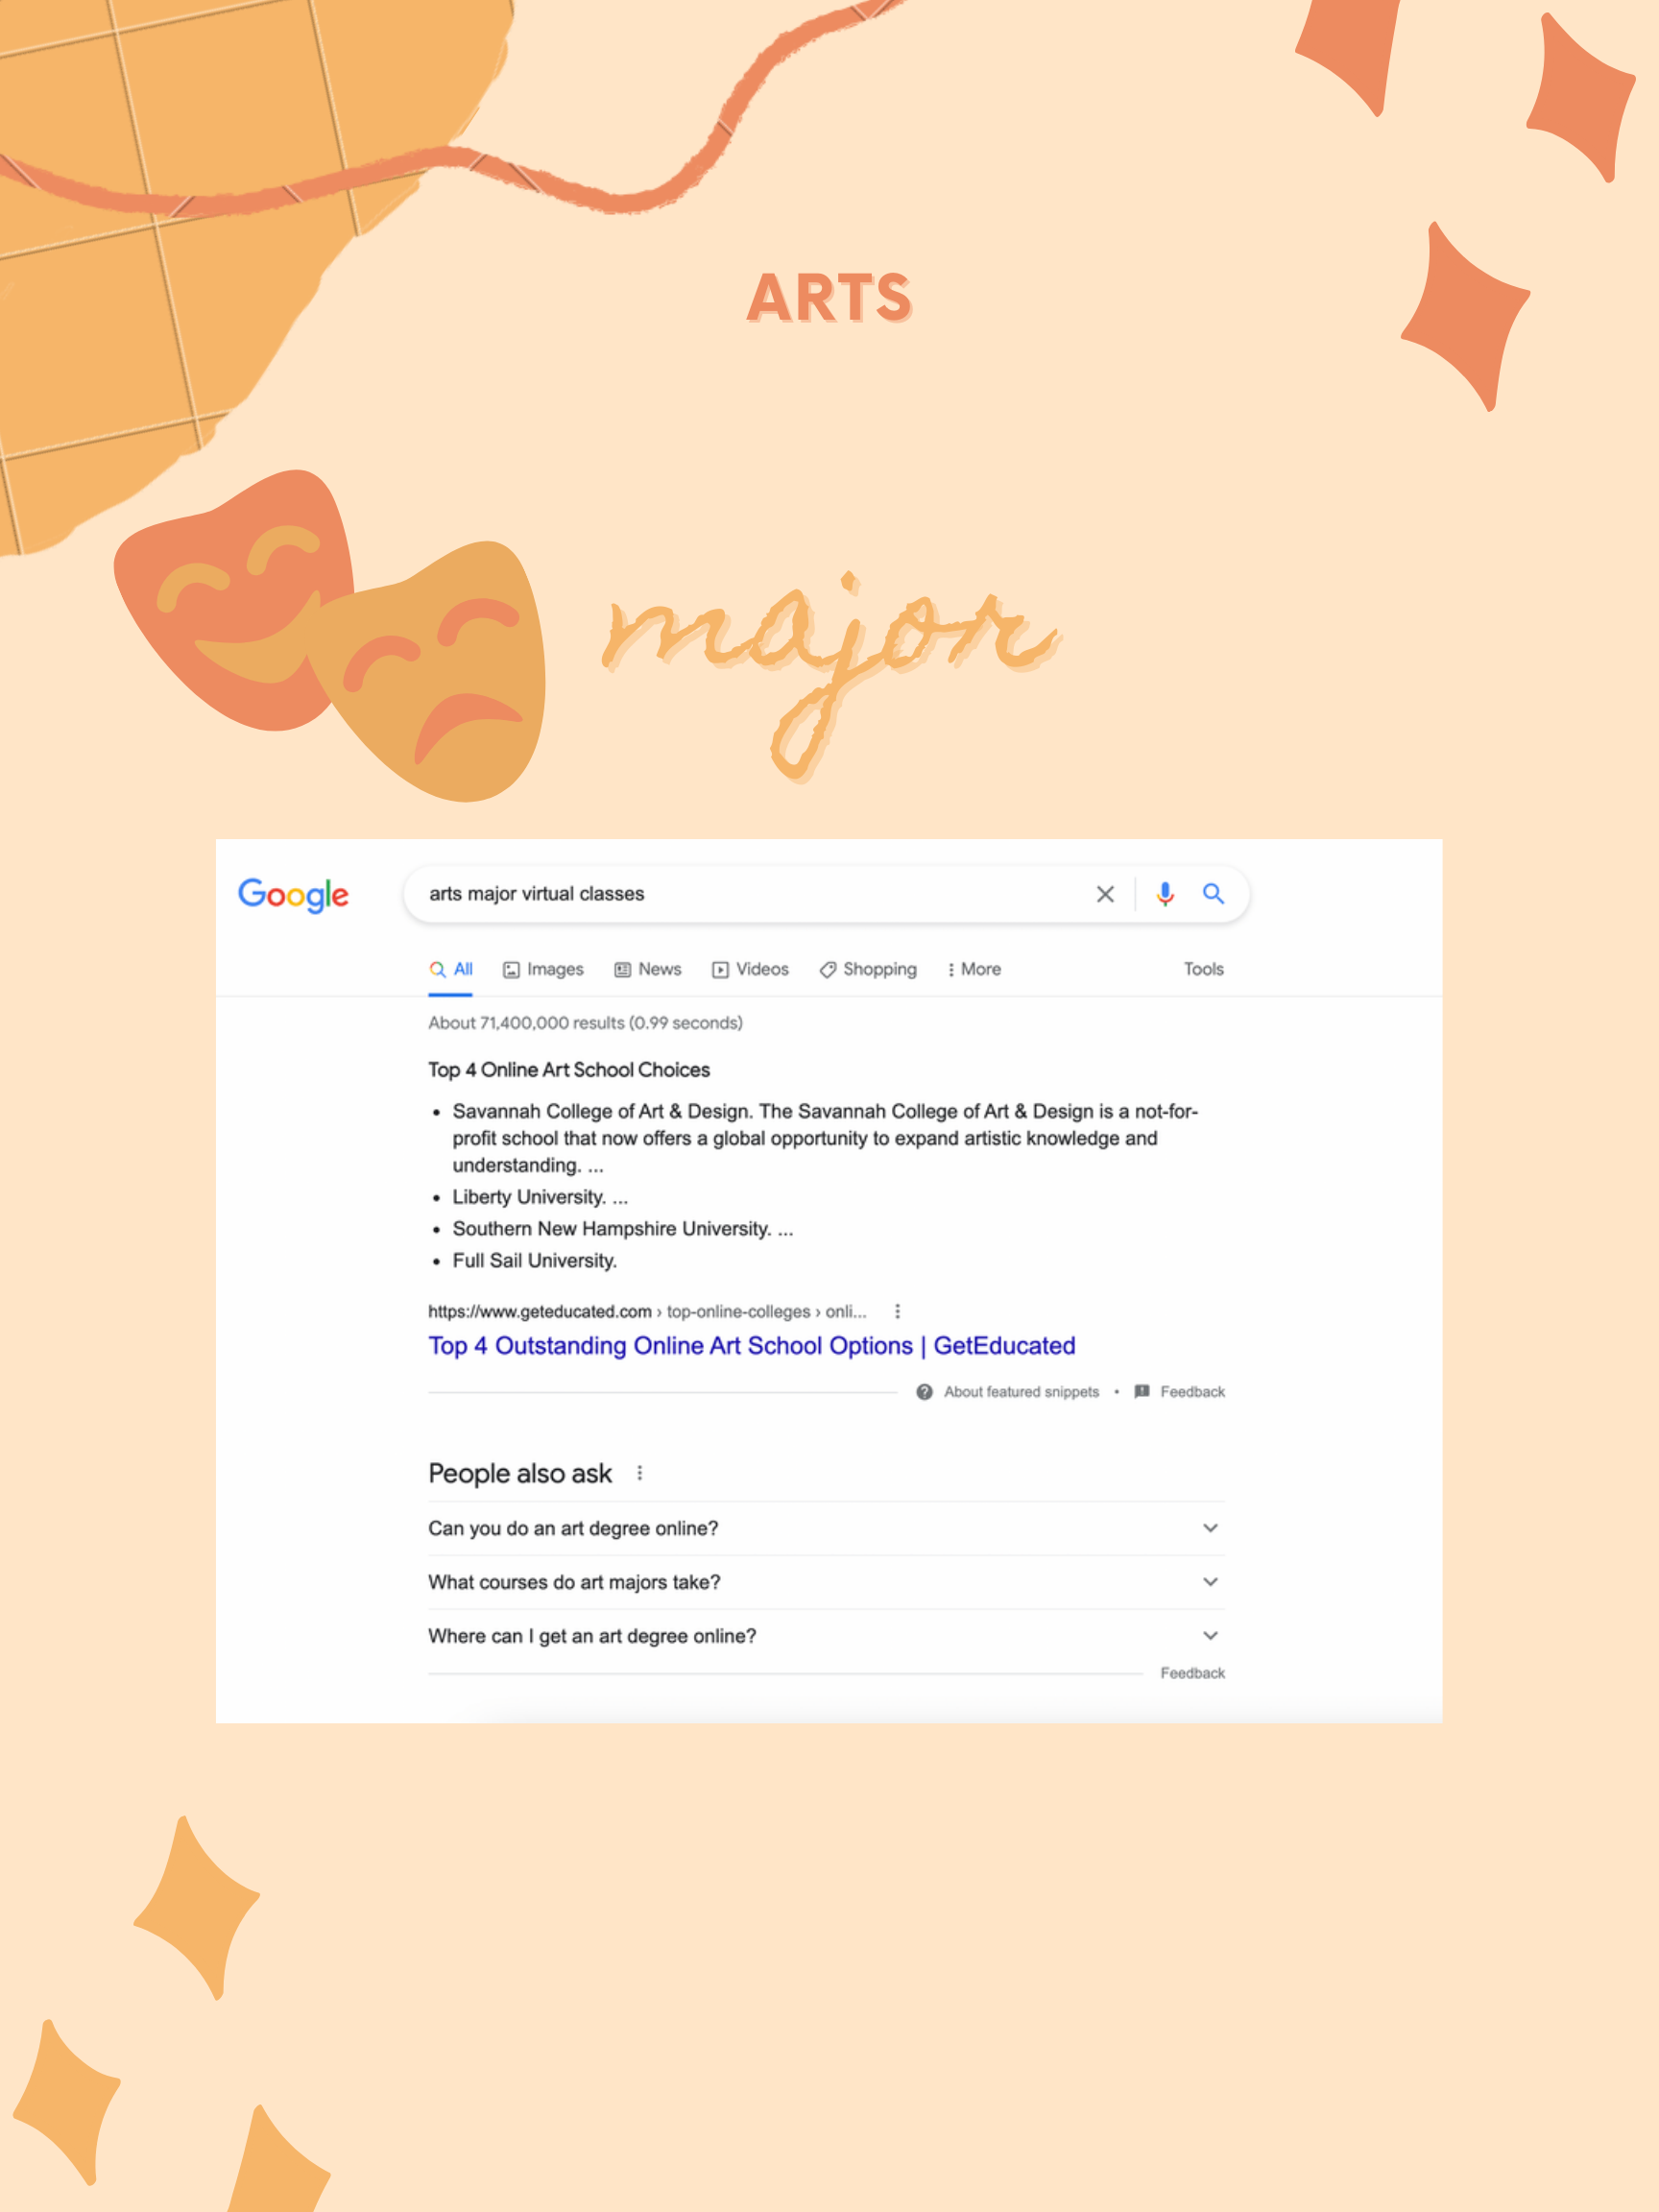 ARTS
major
Google
arts major virtual classes
All Images News Videos Shopping More Tools
About 71,400,000 results (0.99 seconds)
Top 4 Online Art School Choices
• Savannah College of Art & Design. The Savannah College of Art & Design is a not-for-
profit school that now offers a global opportunity to expand artistic knowledge and
understanding. ...
• Liberty University. ...
• Southern New Hampshire University. ...
• Full Sail University.
https://www.geteducated.com › top-online-colleges › onli...
Top 4 Outstanding Online Art School Options | GetEducated
About featured snippets • Feedback
People also ask
Can you do an art degree online?
What courses do art majors take?
Where can I get an art degree online?
Feedback